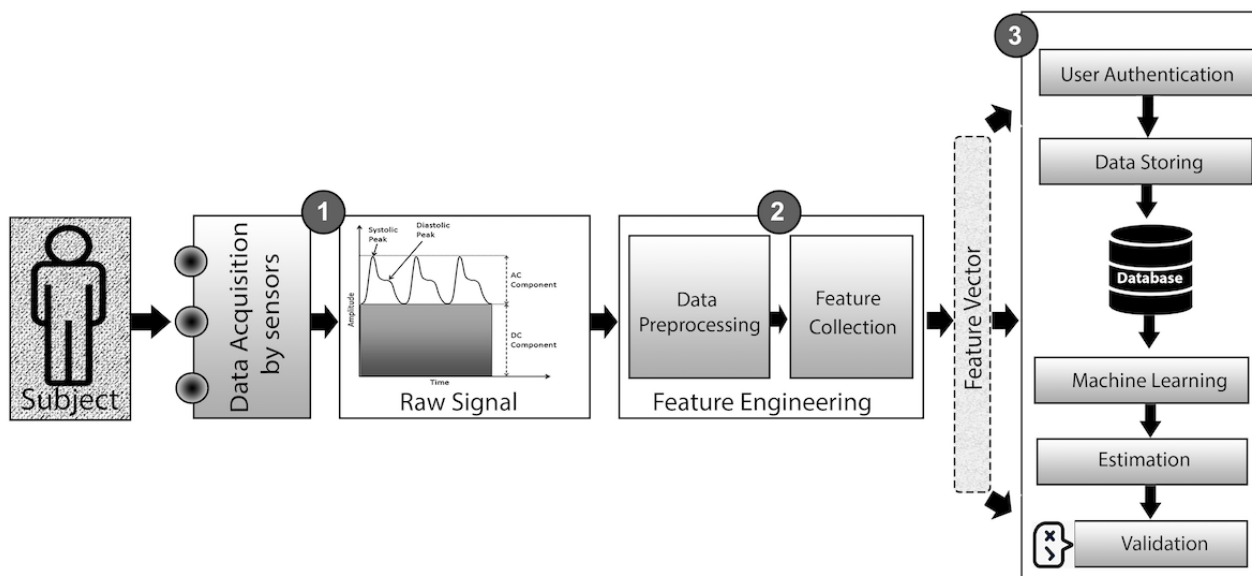 Subject
1
Data Acquisition
by sensors
Systolic
Peak
Diastolic
Peak
Amplitude
AC
Component
DC
Component
Time
Raw Signal
2
Data
Preprocessing
Feature
Collection
Feature Engineering
Feature Vector
3
User Authentication
Data Storing
Database
Machine Learning
Estimation
Validation